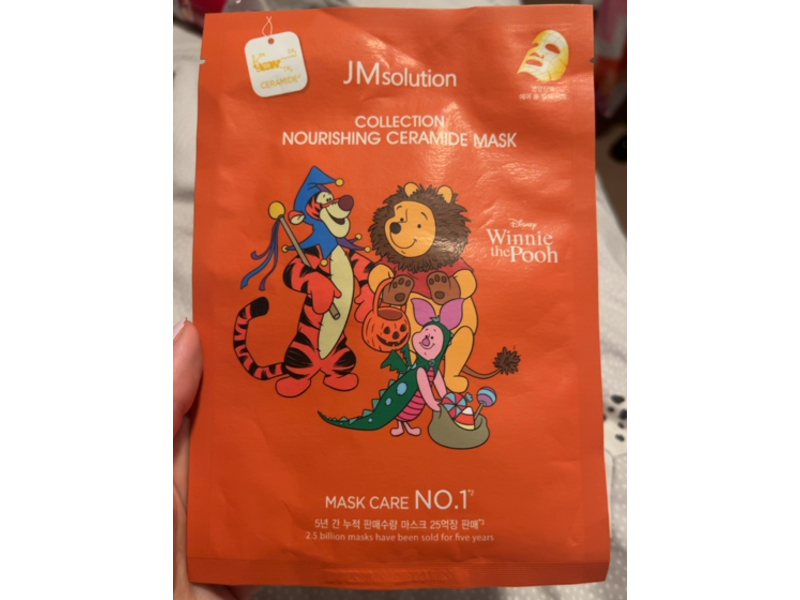 CERAMIDE
JMsolution
COLLECTION
NOURISHING CERAMIDE MASK
Disney
Winnie
the Pooh
MASK CARE NO.1*2
5년 간 누적 판매수량 마스크 25억장 판매*3
2.5 billion masks have been sold for five years